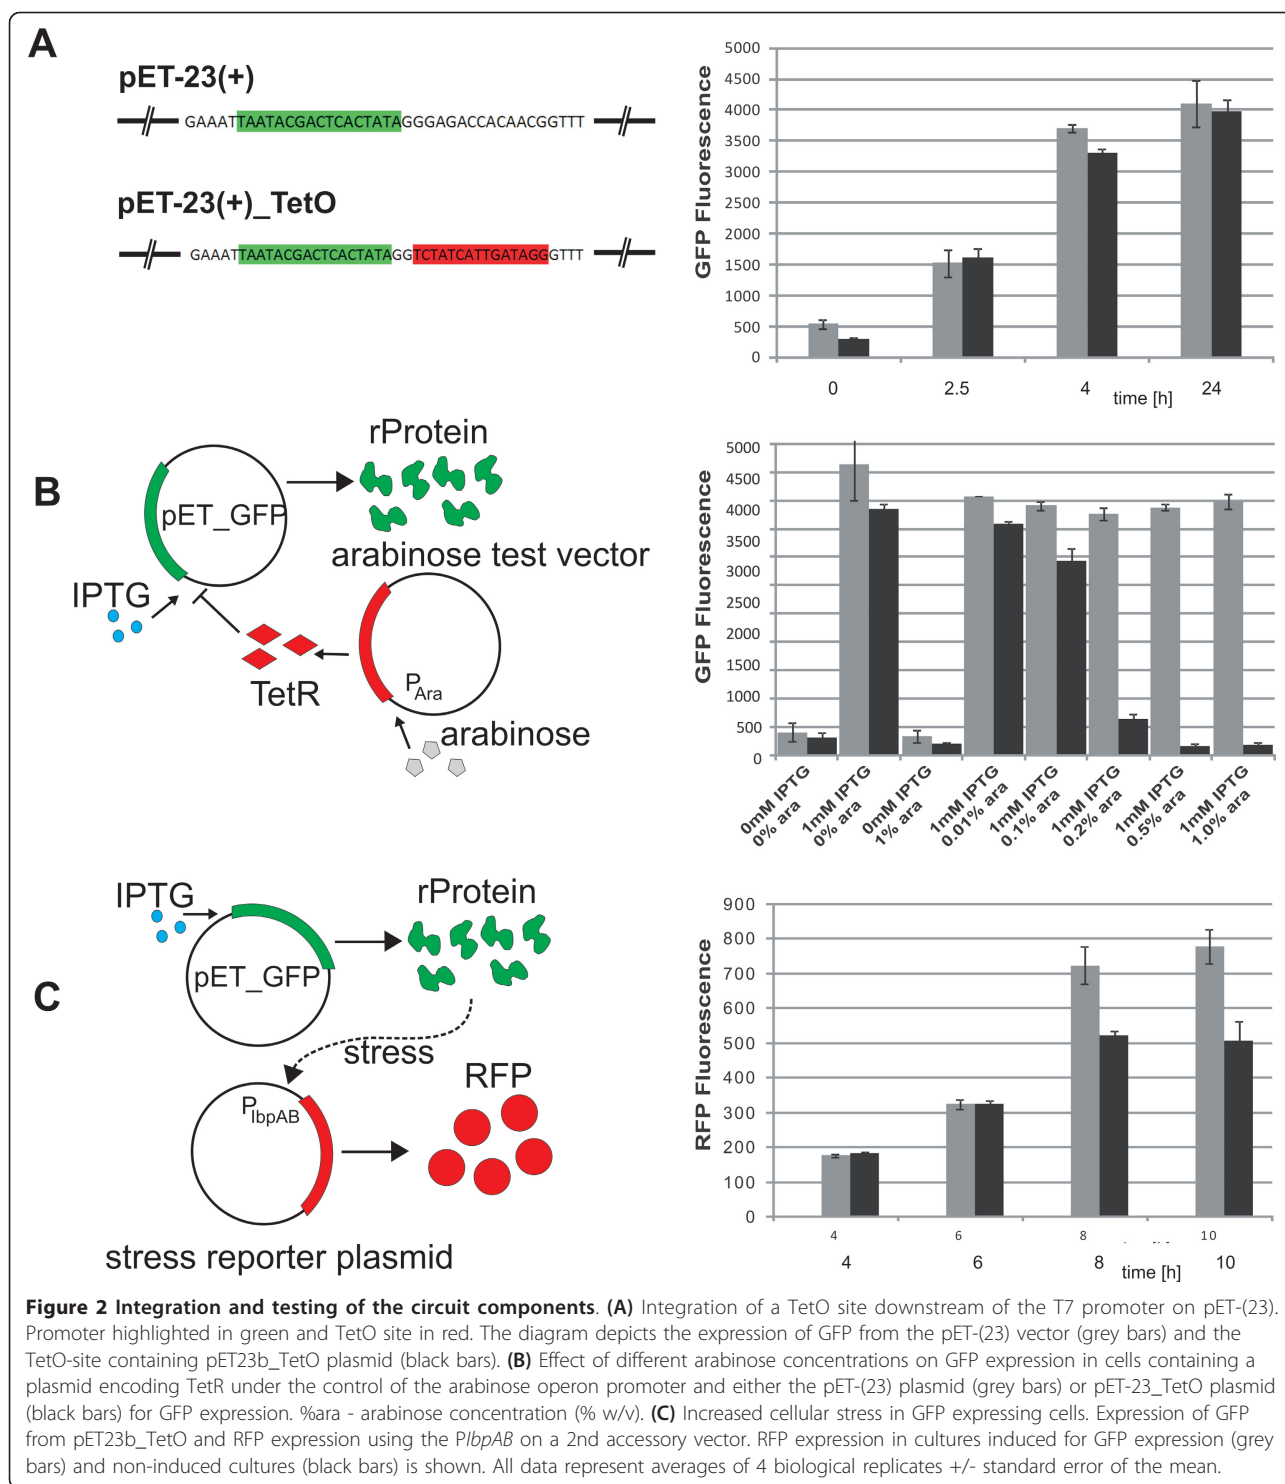 A
pET-23(+)
GAAATTAATACGACTCACTATAGGGAGACCACAACGGTTT
pET-23(+)_TetO
GAAATTAATACGACTCACTATAGGTCTATCATTGATAGGGTTT
GFP Fluorescence
5000
4500
4000
3500
3000
2500
2000
1500
1000
500
0
0 2.5 4 24
time [h]
B
rProtein
pET_GFP
arabinose test vector
IPTG
TetR
PAra
arabinose
GFP Fluorescence
5000
4500
4000
3500
3000
2500
2000
1500
1000
500
0
0mM IPTG
0% ara
1mM IPTG
0% ara
0mM IPTG
1% ara
1mM IPTG
0.01% ara
1mM IPTG
0.1% ara
1mM IPTG
0.2% ara
1mM IPTG
0.5% ara
1mM IPTG
1.0% ara
C
IPTG
rProtein
pET_GFP
stress
RFP
PIbpAB
stress reporter plasmid
RFP Fluorescence
900
800
700
600
500
400
300
200
100
0
4 6 8 10
4 6 8 10
time [h]
Figure 2 Integration and testing of the circuit components. (A) Integration of a TetO site downstream of the T7 promoter on pET-(23).
Promoter highlighted in green and TetO site in red. The diagram depicts the expression of GFP from the pET-(23) vector (grey bars) and the
TetO-site containing pET23b_TetO plasmid (black bars). (B) Effect of different arabinose concentrations on GFP expression in cells containing a
plasmid encoding TetR under the control of the arabinose operon promoter and either the pET-(23) plasmid (grey bars) or pET-23_TetO plasmid
(black bars) for GFP expression. %ara - arabinose concentration (% w/v). (C) Increased cellular stress in GFP expressing cells. Expression of GFP
from pET23b_TetO and RFP expression using the PIbpAB on a 2nd accessory vector. RFP expression in cultures induced for GFP expression (grey
bars) and non-induced cultures (black bars) is shown. All data represent averages of 4 biological replicates +/- standard error of the mean.